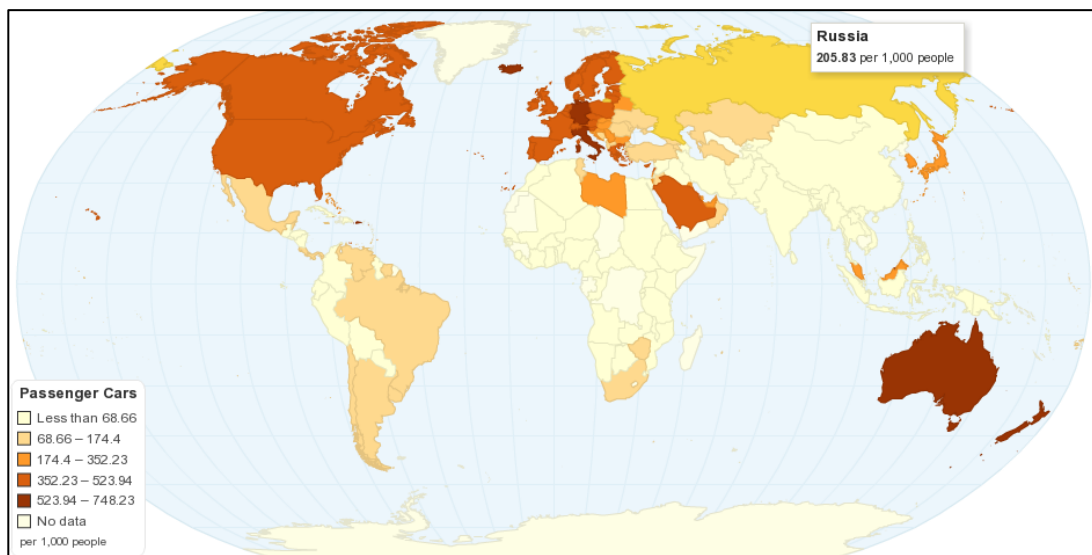 Russia
205.83 per 1,000 people
Passenger Cars
Less than 68.66
68.66 – 174.4
174.4 – 352.23
352.23 – 523.94
523.94 – 748.23
No data
per 1,000 people